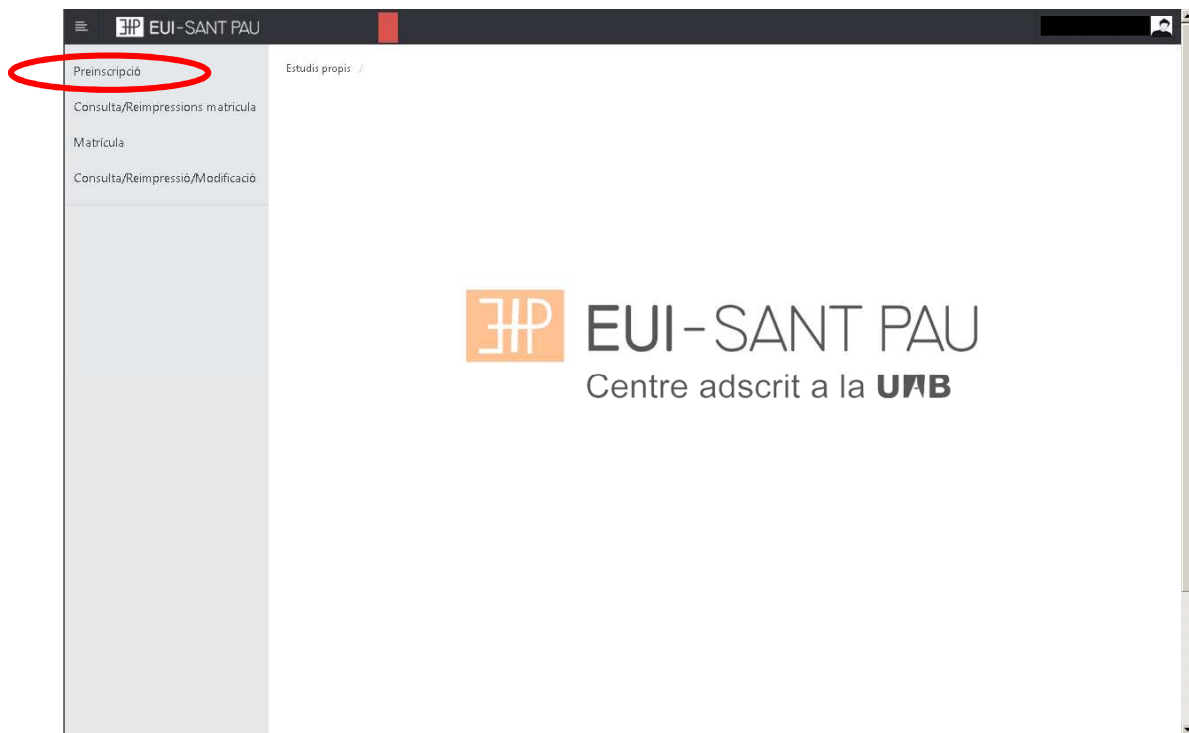 EUI-SANT PAU
Preinscripció
Estudis propis /
Consulta/Reimpressions matricula
Matrícula
Consulta/Reimpressió/Modificació
EUI-SANT PAU
Centre adscrit a la UAB